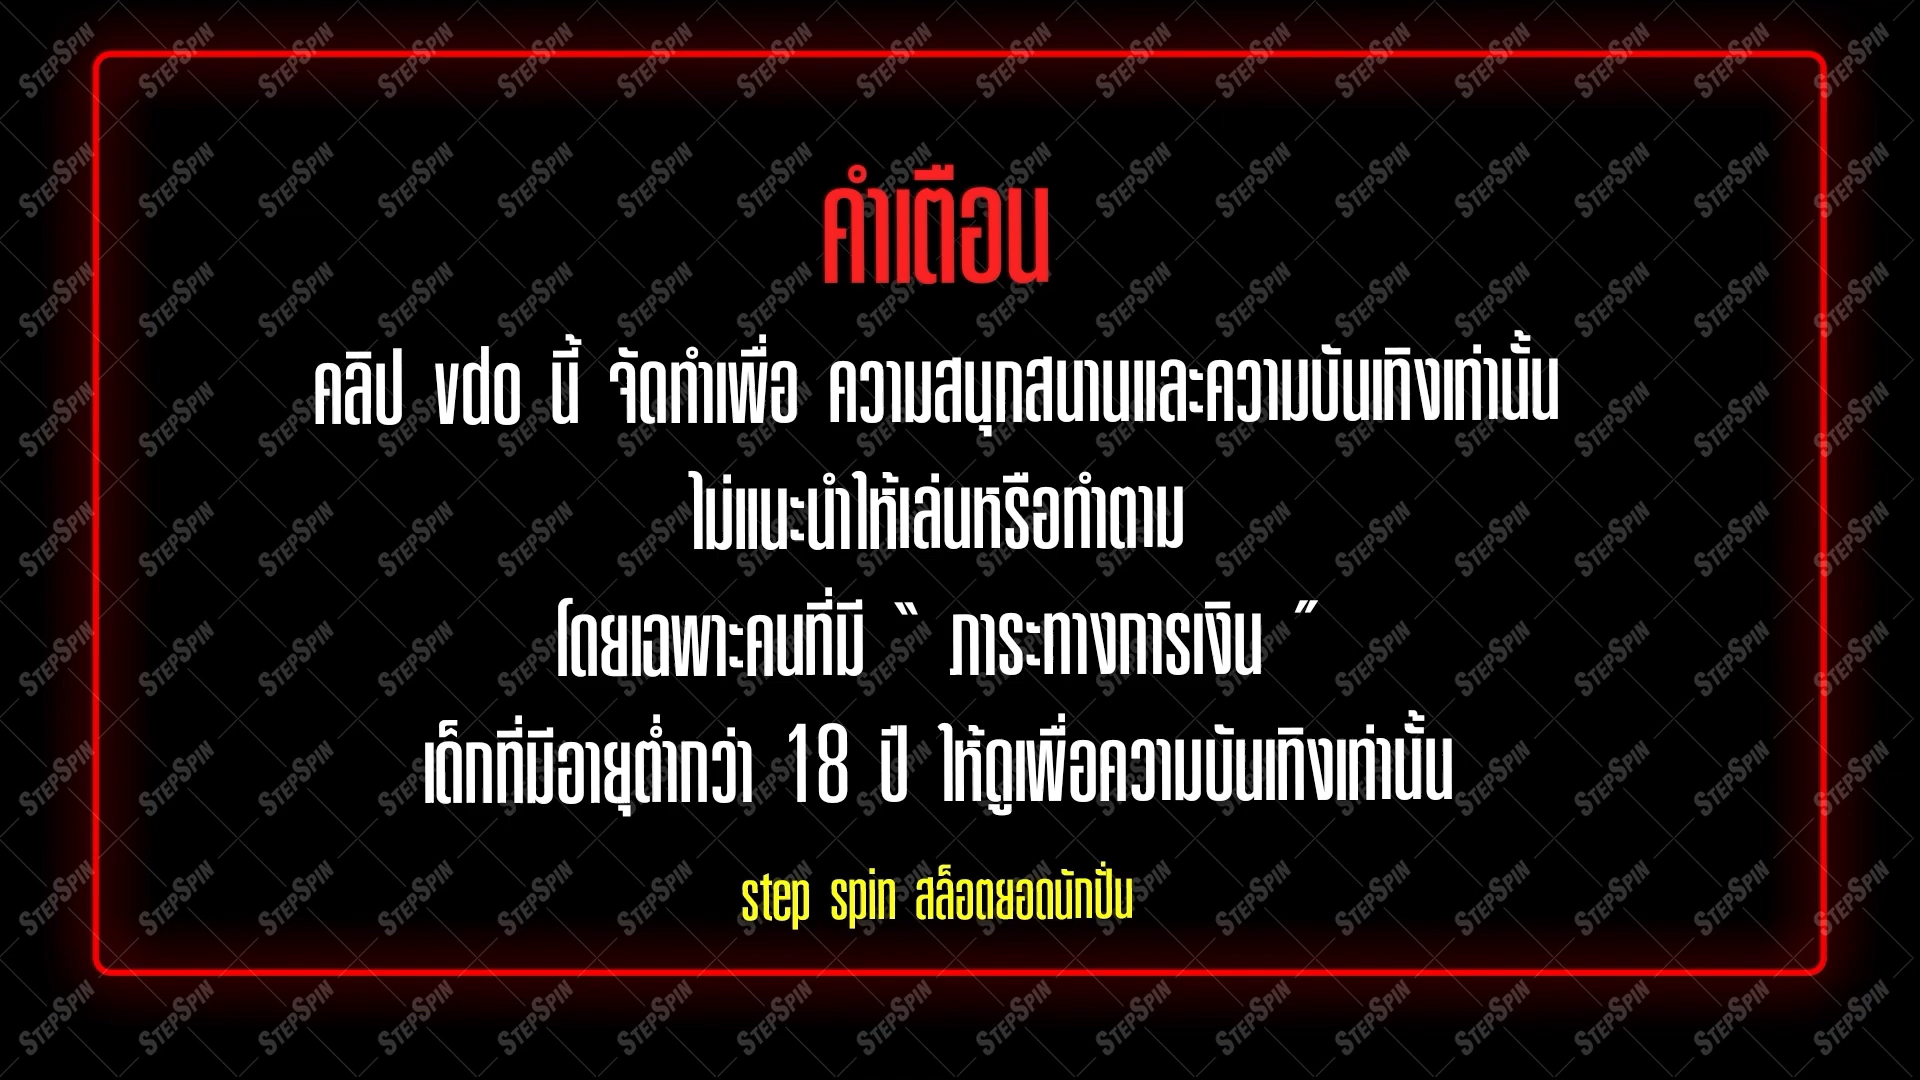 คำเตือน
คลิป vdo นี้ จัดทำเพื่อ ความสนุกสนานและความบันเทิงเท่านั้น
ไม่แนะนำให้เล่นหรือทำตาม
โดยเฉพาะคนที่มี “ ภาระทางการเงิน ”
เด็กที่มีอายุต่ำกว่า 18 ปี ให้ดูเพื่อความบันเทิงเท่านั้น
step spin สล็อตยอดนักปั่น
STEPSPIN